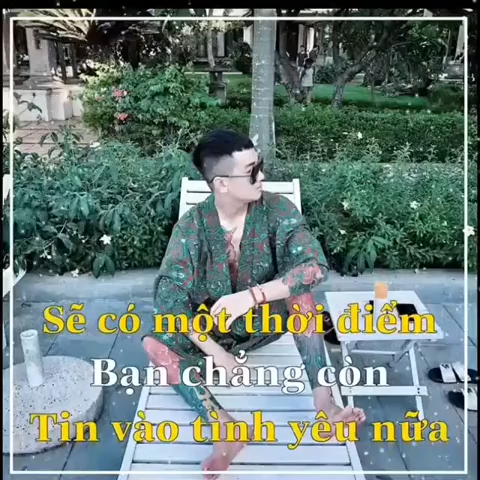 Sẽ có một thời điểm
Bạn chẳng còn
Tin vào tình yêu nữa